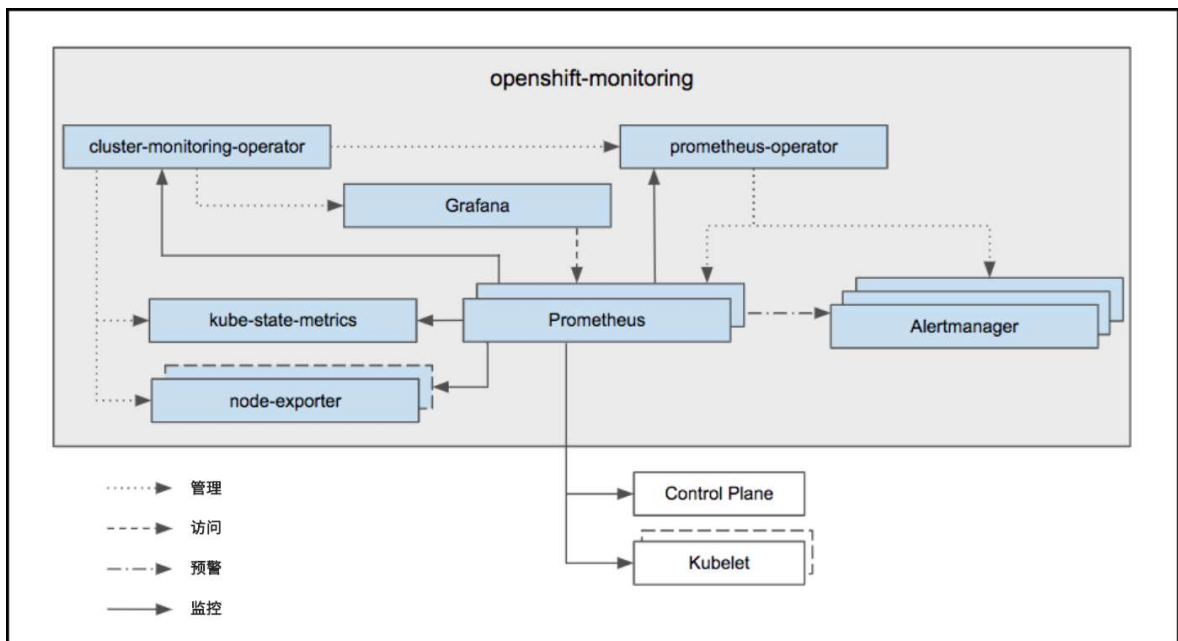 openshift-monitoring
cluster-monitoring-operator
prometheus-operator
Grafana
kube-state-metrics
Prometheus
Alertmanager
node-exporter
管理
访问
预警
监控
Control Plane
Kubelet